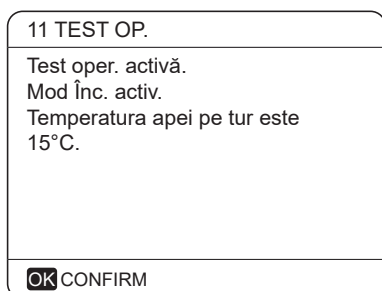 11 TEST OP.
Test oper. activă.
Mod Înc. activ.
Temperatura apei pe tur este
15°C.
OK CONFIRM